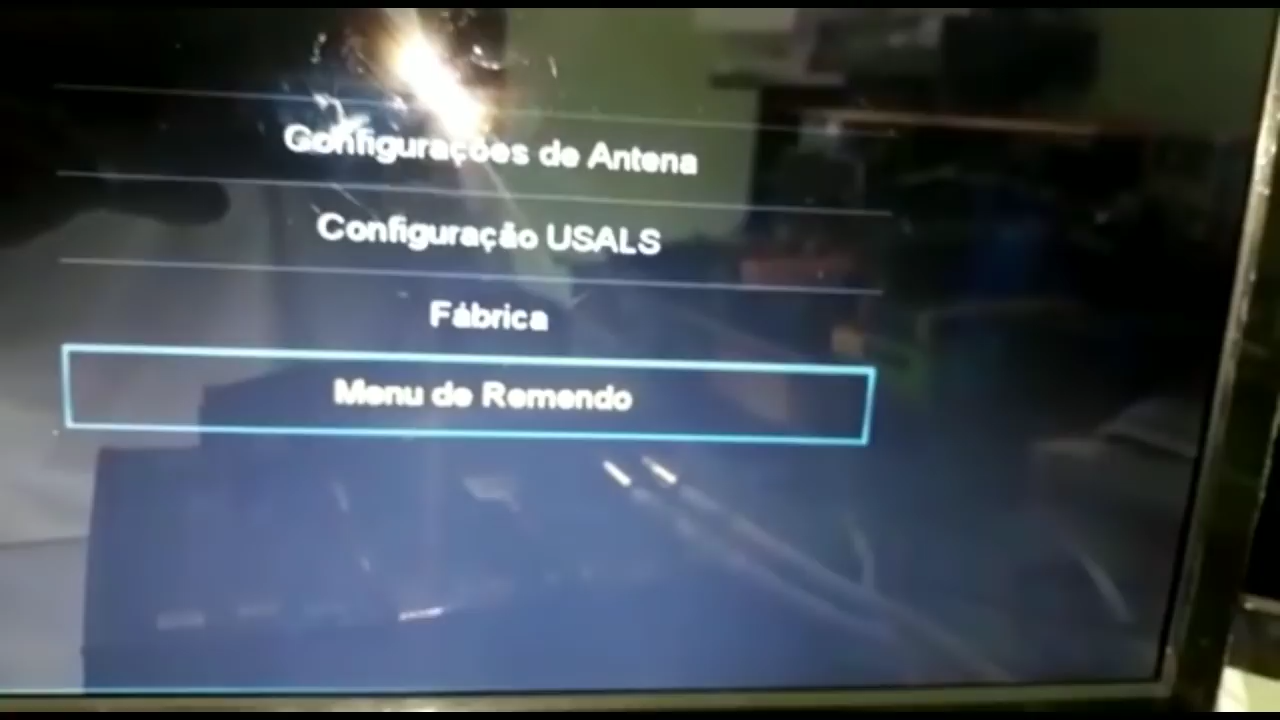 Configurações de Antena
Configuração USALS
Fábrica
Menu de Remendo